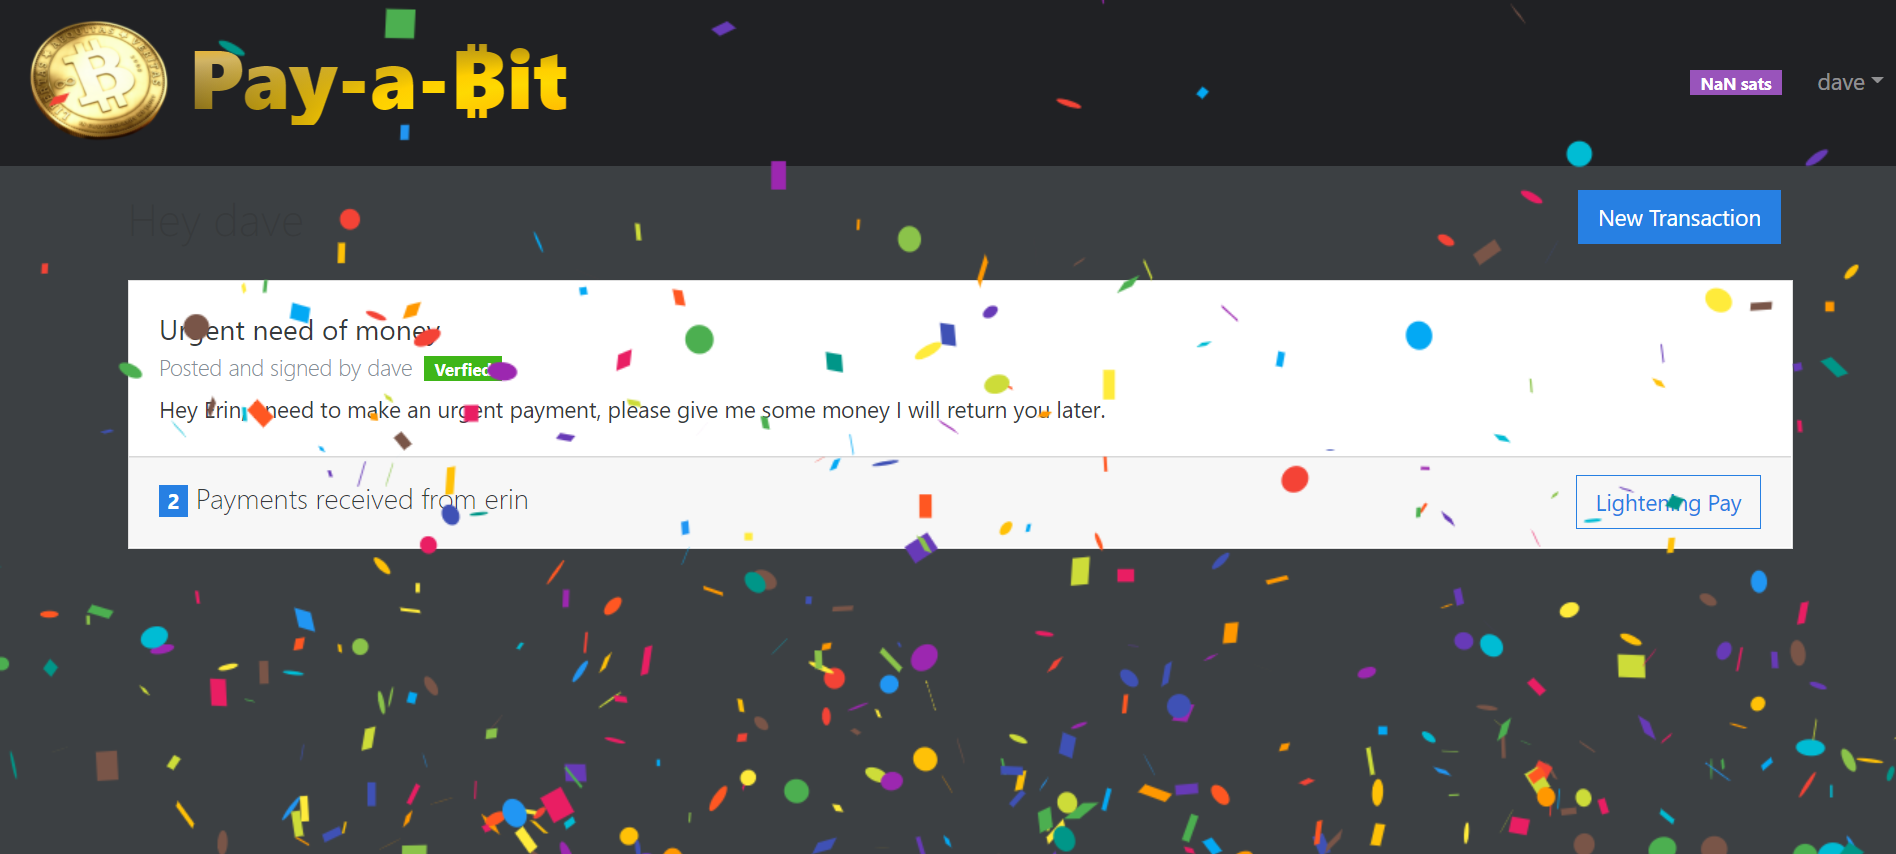 Pay-a-Bit
NaN sats
dave
Hey dave
New Transaction
Urgent need of money
Posted and signed by dave Verfied
Hey Erin, need to make an urgent payment, please give me some money I will return you later.
2 Payments received from erin
Lightening Pay